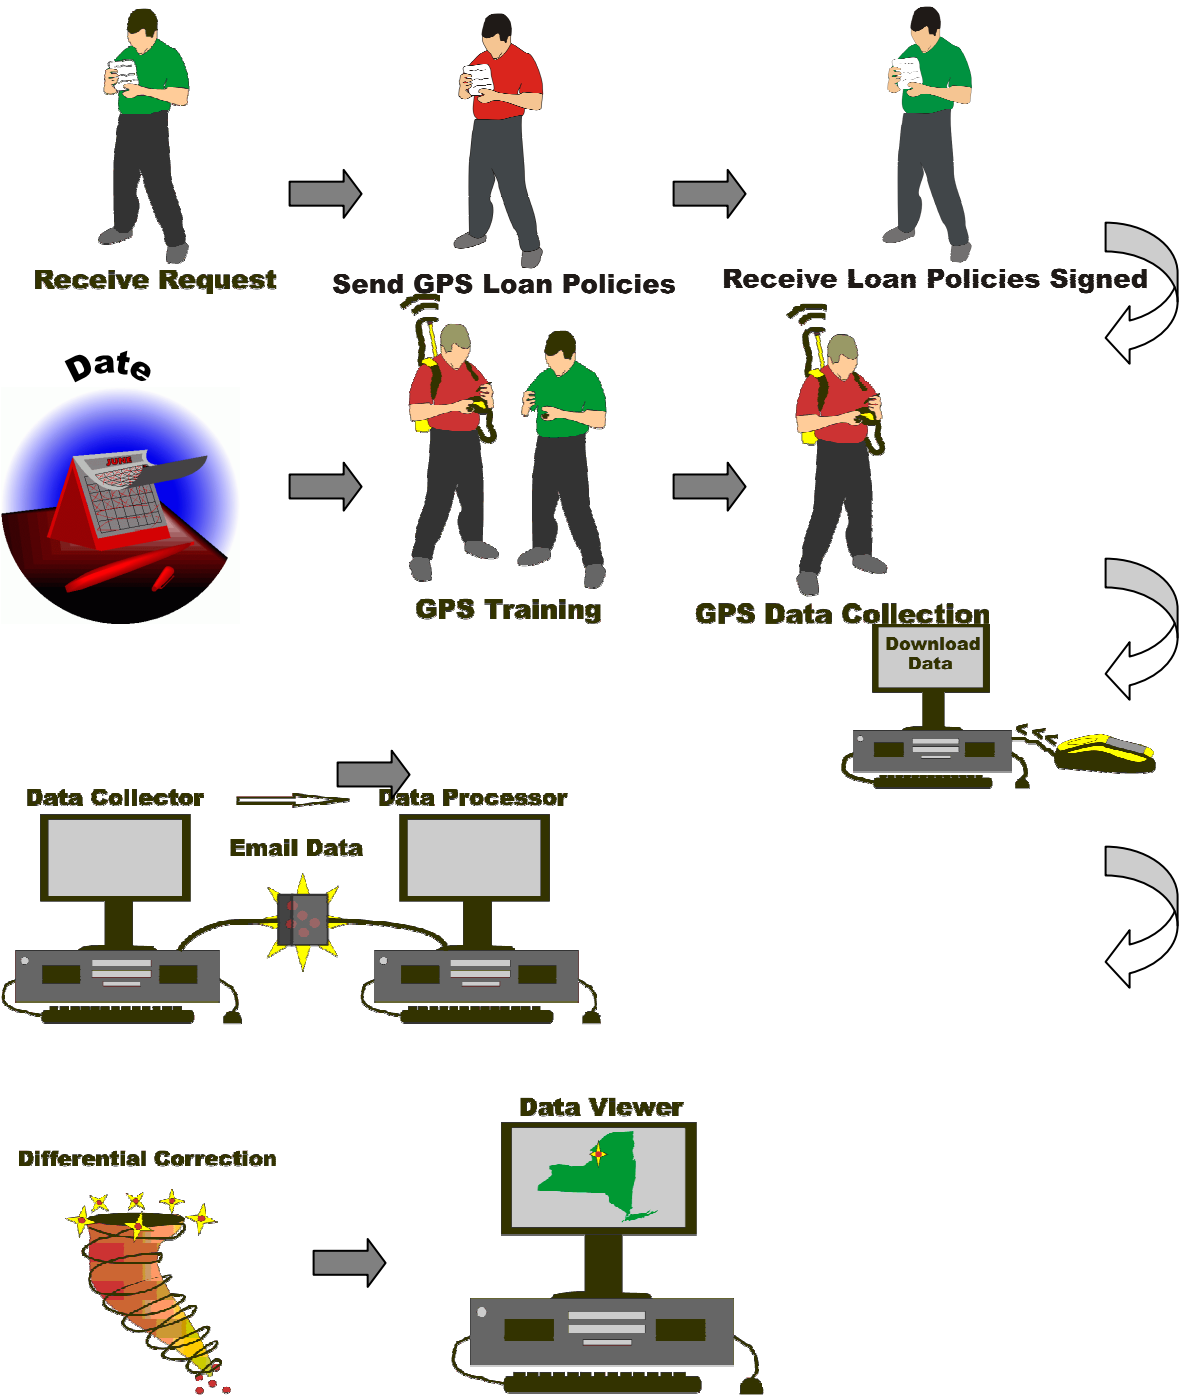 Receive Request
Send GPS Loan Policies
Receive Loan Policies Signed
Date
JUNE
GPS Training
GPS Data Collection
Download
Data
Data Collector
Data Processor
Email Data
Data Viewer
Differential Correction